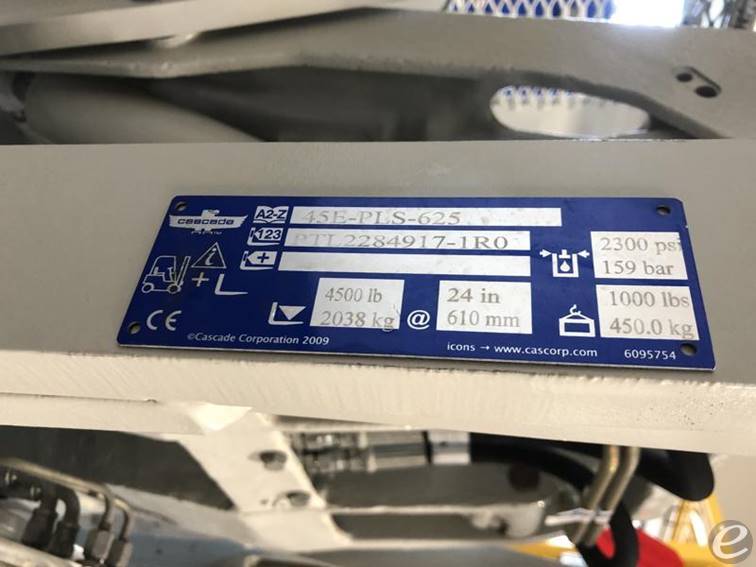 cascade
A2-Z 45E-PLS-625
123 PTL2284917-1R0
2300 psi
159 bar
4500 lb
2038 kg @ 24 in
610 mm
1000 lbs
450.0 kg
CE
©Cascade Corporation 2009
icons → www.cascorp.com
6095754
e